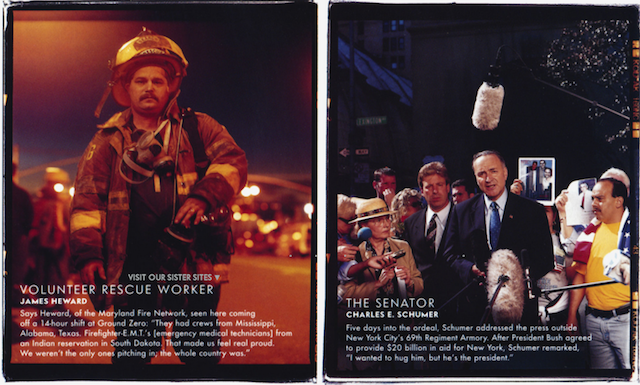 VISIT OUR SISTER SITES ▼
VOLUNTEER RESCUE WORKER
JAMES HEWARD
Says Heward, of the Maryland Fire Network, seen here coming
off a 14-hour shift at Ground Zero: "They had crews from Mississippi,
Alabama, Texas. Firefighter-E.M.T.'s [emergency medical technicians] from
an Indian reservation in South Dakota. That made us feel real proud.
We weren't the only ones pitching in; the whole country was."
THE SENATOR
CHARLES E. SCHUMER
Five days into the ordeal, Schumer addressed the press outside
New York City's 69th Regiment Armory. After President Bush agreed
to provide $20 billion in aid for New York, Schumer remarked,
"I wanted to hug him, but he's the president."